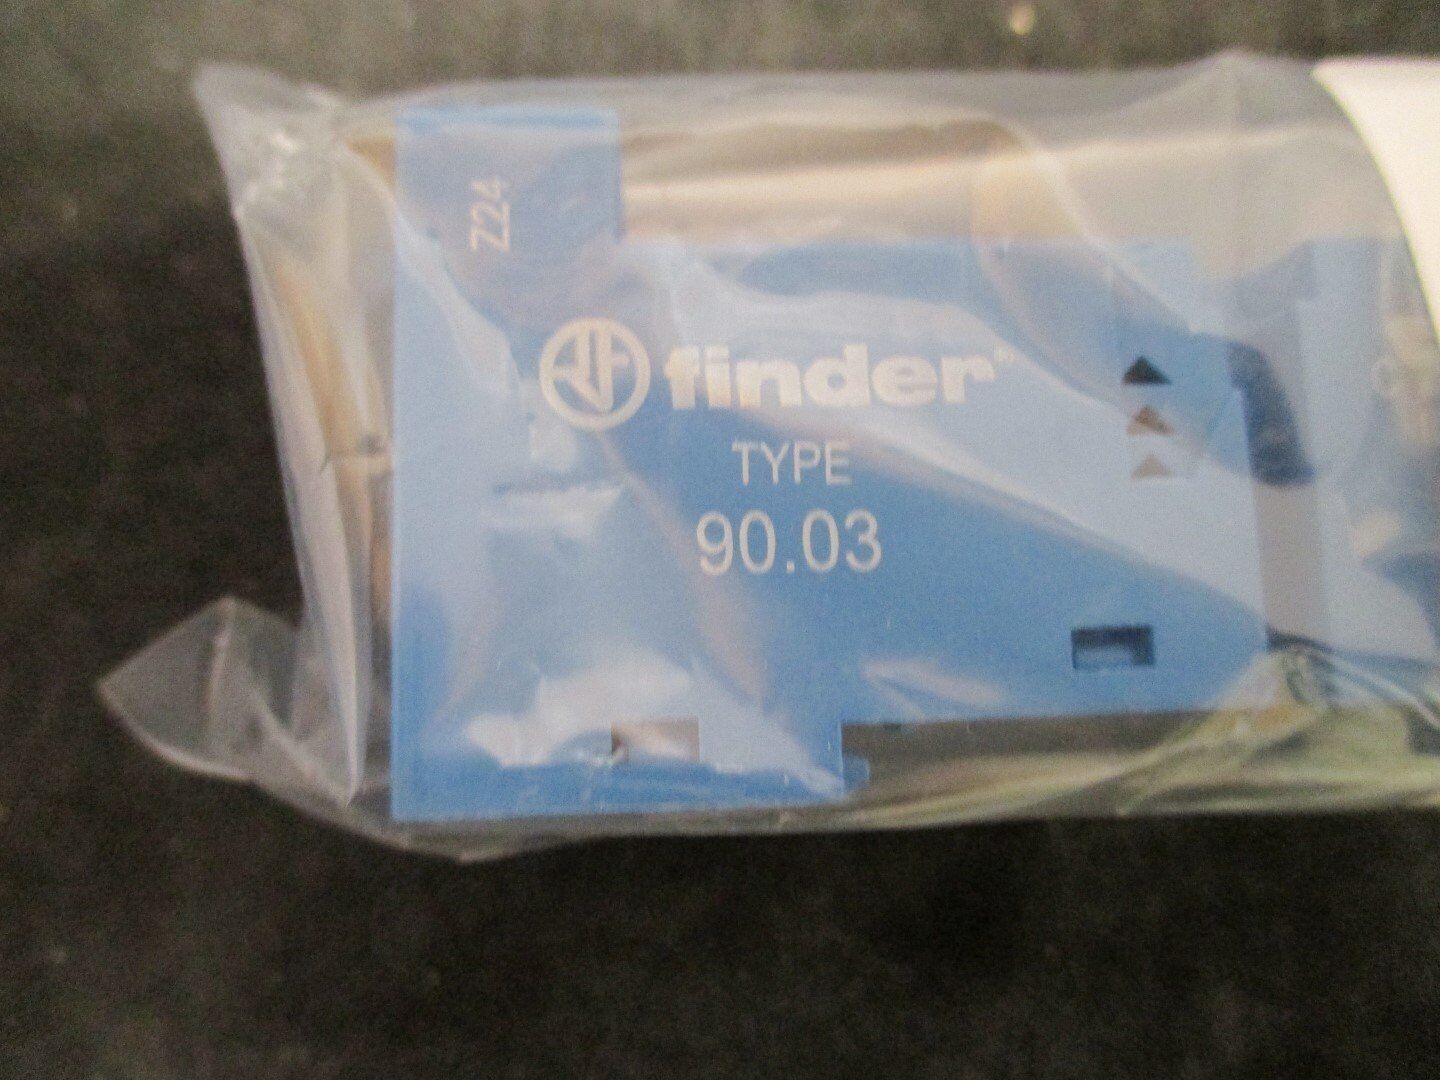 Z24
finder®
TYPE
90.03